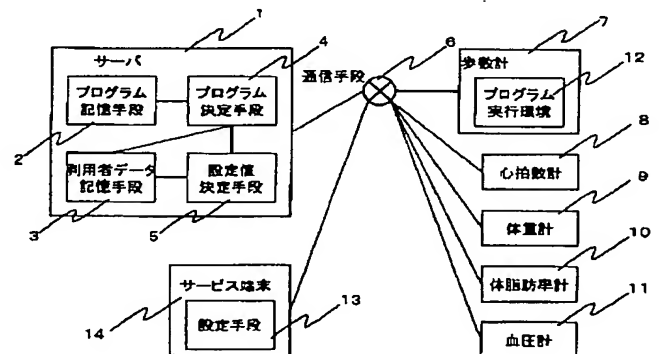 1
4
6
7
サーバ
通信手段
歩数計
12
プログラム
記憶手段
プログラム
決定手段
プログラム
実行環境
2
8
心拍数計
利用者データ
記憶手段
設定値
決定手段
9
体重計
3
5
10
サービス端末
体脂肪率計
設定手段
11
14
13
血圧計